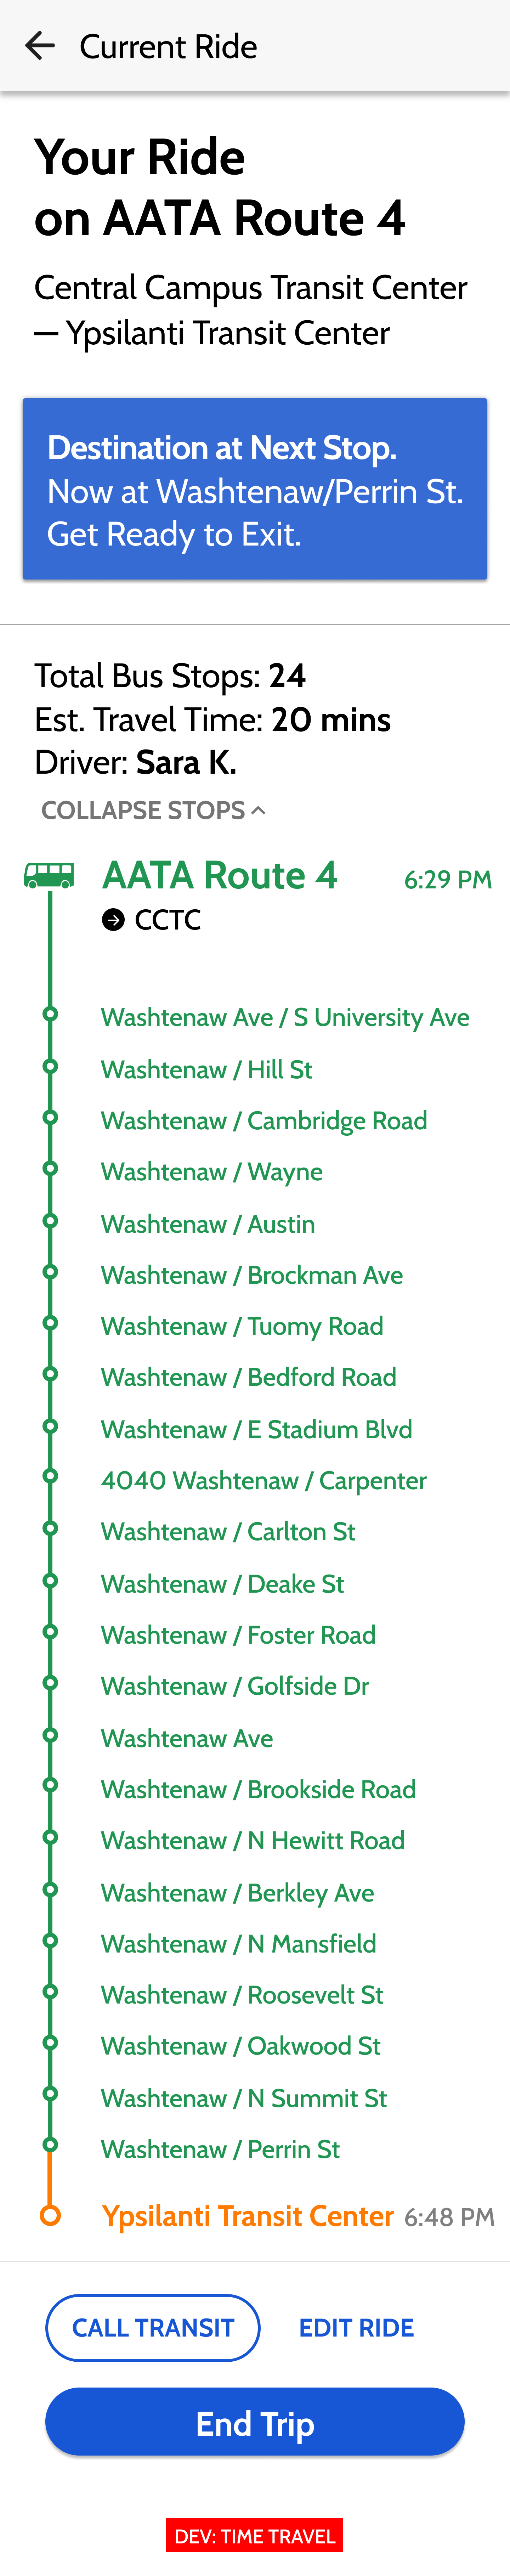 Current Ride
Your Ride
on AATA Route 4
Central Campus Transit Center
— Ypsilanti Transit Center
Destination at Next Stop.
Now at Washtenaw/Perrin St.
Get Ready to Exit.
Total Bus Stops: 24
Est. Travel Time: 20 mins
Driver: Sara K.
COLLAPSE STOPS
AATA Route 4 6:29 PM
CCTC
Washtenaw Ave / S University Ave
Washtenaw / Hill St
Washtenaw / Cambridge Road
Washtenaw / Wayne
Washtenaw / Austin
Washtenaw / Brockman Ave
Washtenaw / Tuomy Road
Washtenaw / Bedford Road
Washtenaw / E Stadium Blvd
4040 Washtenaw / Carpenter
Washtenaw / Carlton St
Washtenaw / Deake St
Washtenaw / Foster Road
Washtenaw / Golfside Dr
Washtenaw Ave
Washtenaw / Brookside Road
Washtenaw / N Hewitt Road
Washtenaw / Berkley Ave
Washtenaw / N Mansfield
Washtenaw / Roosevelt St
Washtenaw / Oakwood St
Washtenaw / N Summit St
Washtenaw / Perrin St
Ypsilanti Transit Center 6:48 PM
CALL TRANSIT EDIT RIDE
End Trip
DEV: TIME TRAVEL